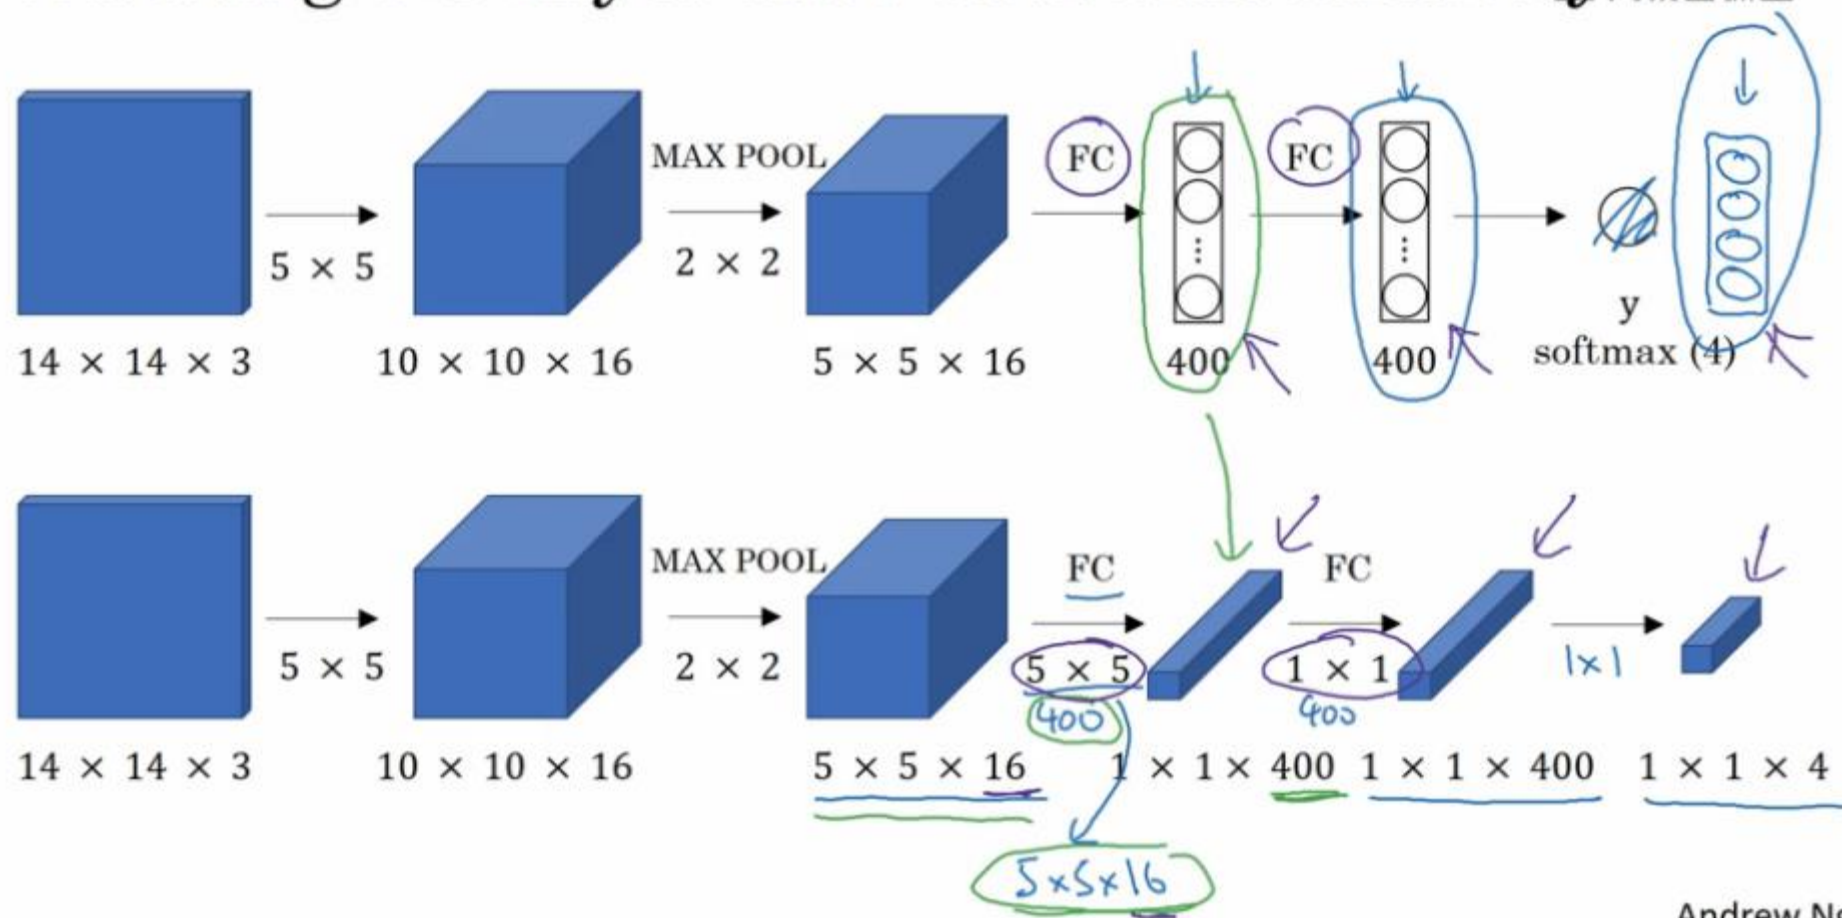 MAX POOL FC FC
5 × 5 2 × 2
y
14 × 14 × 3 10 × 10 × 16 5 × 5 × 16 400 400 softmax (4)
MAX POOL FC FC
5 × 5 2 × 2 5 × 5 1 × 1 1×1
400 400
14 × 14 × 3 10 × 10 × 16 5 × 5 × 16 1 × 1 × 400 1 × 1 × 400 1 × 1 × 4
5×5×16
Andrew